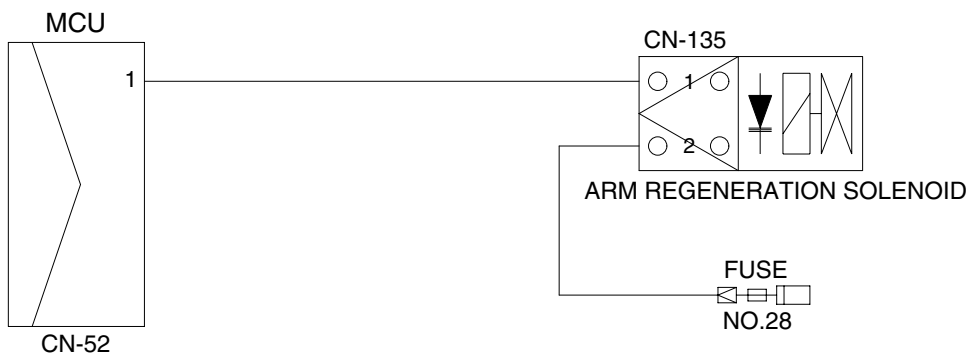 MCU
CN-135
1
1
2
ARM REGENERATION SOLENOID
FUSE
NO.28
CN-52